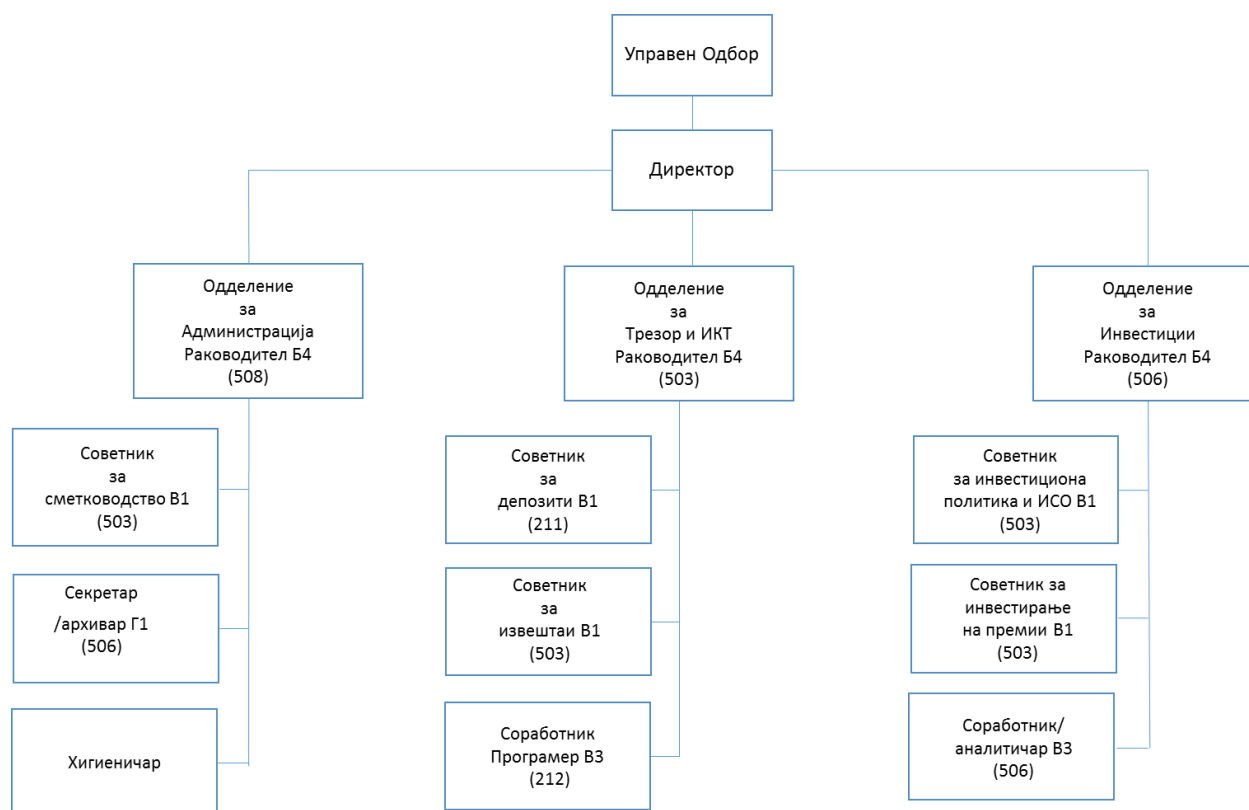 Управен Одбор
Директор
Одделение
за
Администрација
Раководител Б4
(508)
Одделение
за
Трезор и ИКТ
Раководител Б4
(503)
Одделение
за
Инвестиции
Раководител Б4
(506)
Советник
за
сметководство В1
(503)
Секретар
/архивар Г1
(506)
Хигиеничар
Советник
за
депозити В1
(211)
Советник
за
извештаи В1
(503)
Соработник
Програмер В3
(212)
Советник
за инвестициона
политика и ИСО В1
(503)
Советник за
инвестирање
на премии В1
(503)
Соработник/
аналитичар В3
(506)